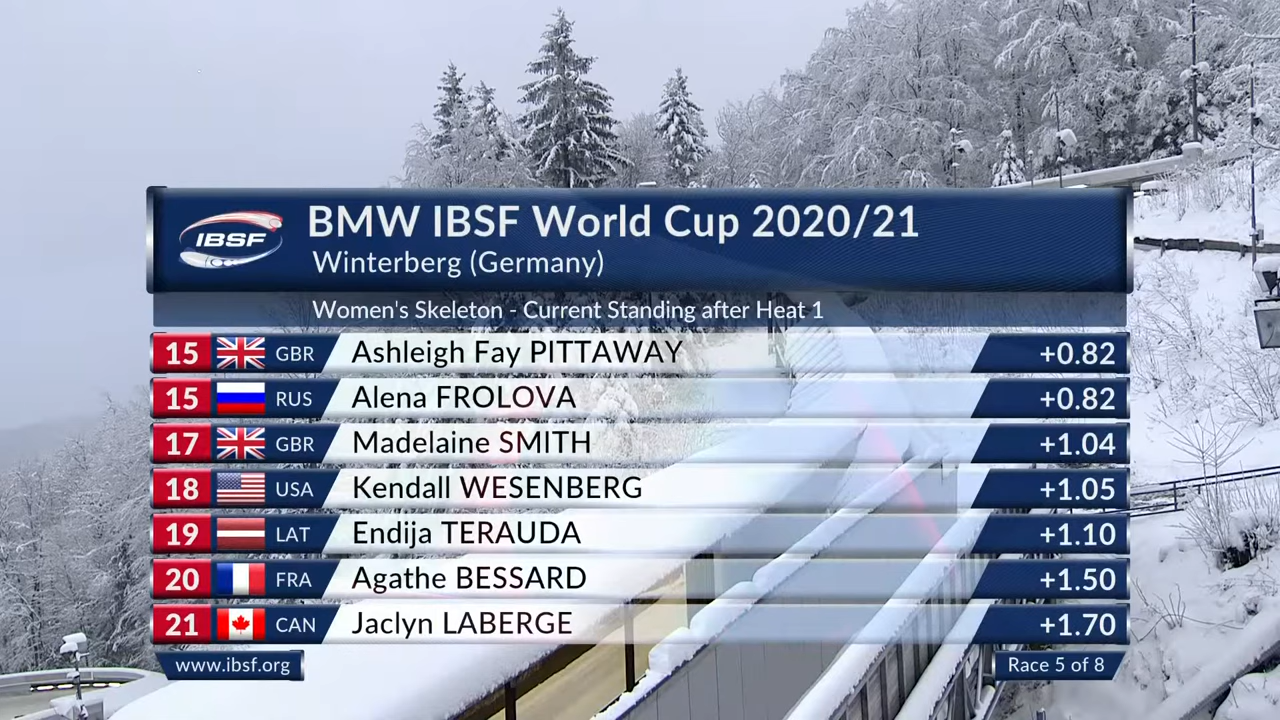 IBSF
BMW IBSF World Cup 2020/21
Winterberg (Germany)
Women's Skeleton - Current Standing after Heat 1
15 GBR Ashleigh Fay PITTAWAY +0.82
15 RUS Alena FROLOVA +0.82
17 GBR Madelaine SMITH +1.04
18 USA Kendall WESENBERG +1.05
19 LAT Endija TERAUDA +1.10
20 FRA Agathe BESSARD +1.50
21 CAN Jaclyn LABERGE +1.70
www.ibsf.org
Race 5 of 8